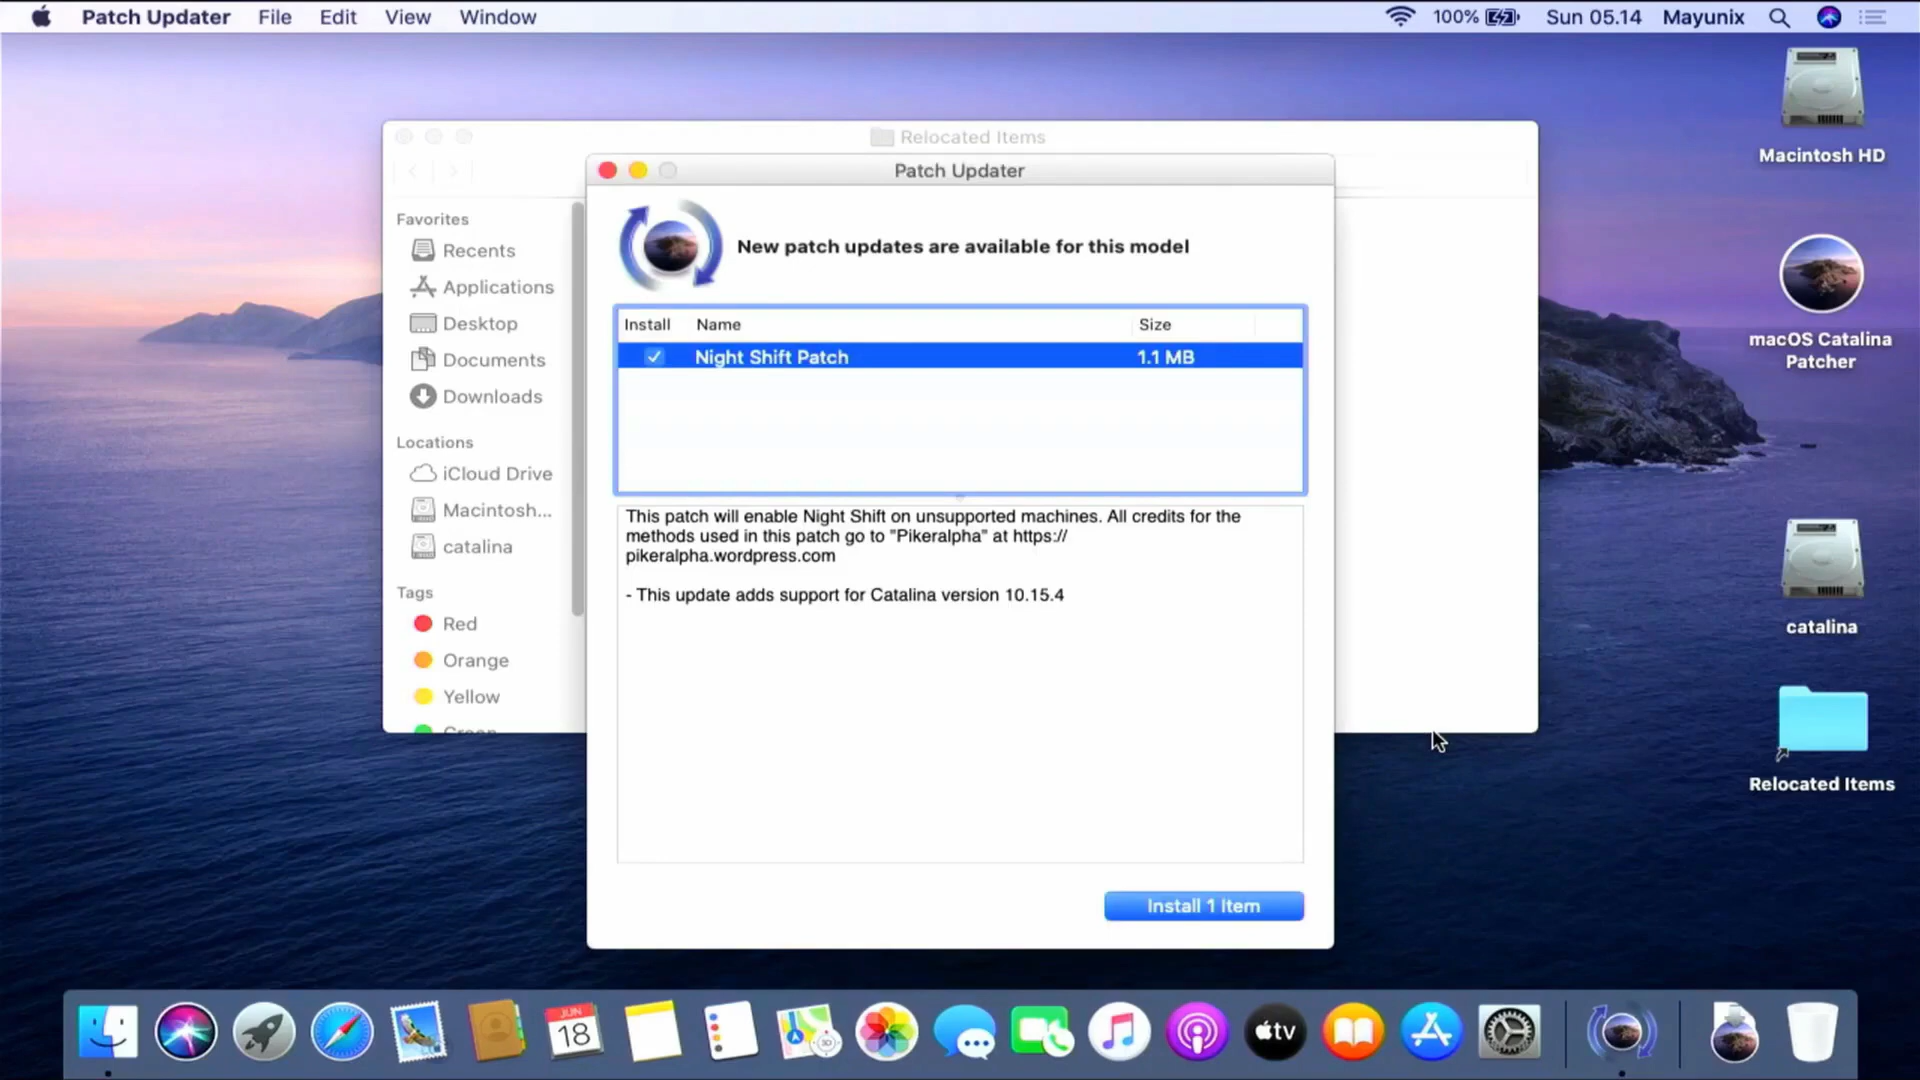 Patch Updater File Edit View Window 100% Sun 05.14 Mayunix
Relocated Items
Patch Updater
New patch updates are available for this model
Install Name Size
Night Shift Patch 1.1 MB
This patch will enable Night Shift on unsupported machines. All credits for the
methods used in this patch go to "Pikeralpha" at https://
pikeralpha.wordpress.com
- This update adds support for Catalina version 10.15.4
Install 1 Item
Favorites
Recents
Applications
Desktop
Documents
Downloads
Locations
iCloud Drive
Macintosh...
catalina
Tags
Red
Orange
Yellow
Green
Macintosh HD
macOS Catalina
Patcher
catalina
Relocated Items
JUN
18
3D
tv